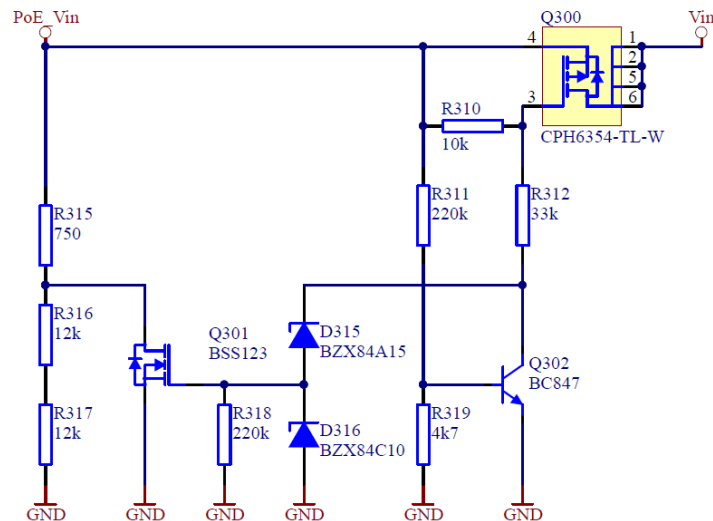 PoE_Vin
Q300
Vin
4
1
2
5
3
6
R310
10k
CPH6354-TL-W
R311
220k
R312
33k
R315
750
R316
12k
Q301
BSS123
D315
BZX84A15
Q302
BC847
R317
12k
R318
220k
D316
BZX84C10
R319
4k7
GND
GND
GND
GND
GND
GND